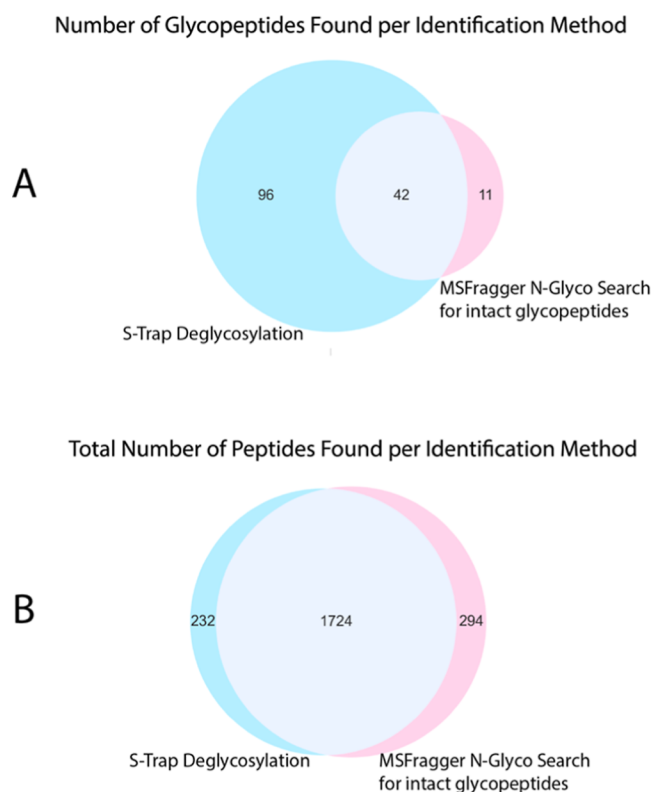 Number of Glycopeptides Found per Identification Method
A
96
42
11
MSFragger N-Glyco Search
for intact glycopeptides
S-Trap Deglycosylation
Total Number of Peptides Found per Identification Method
B
232
1724
294
S-Trap Deglycosylation
MSFragger N-Glyco Search
for intact glycopeptides